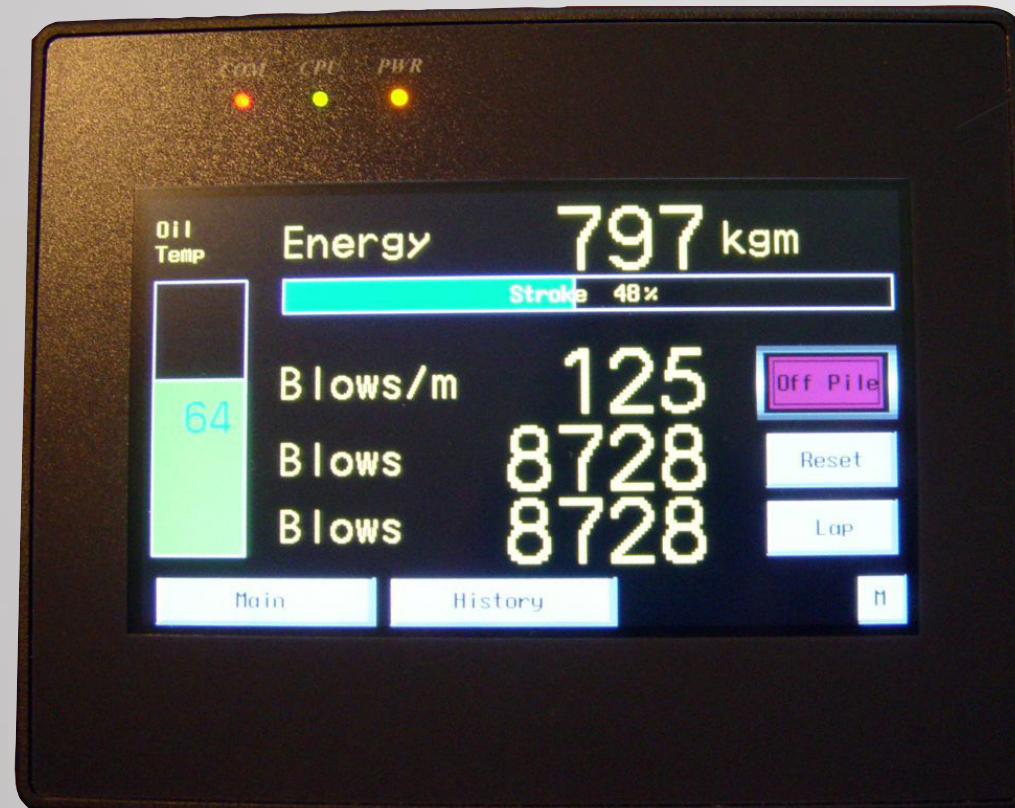 COM CPU PWR
Oil
Temp
Energy 797 kgm
Stroke 48%
64
Blows/m 125
Off Pile
Blows 8728
Reset
Blows 8728
Lap
Main History M